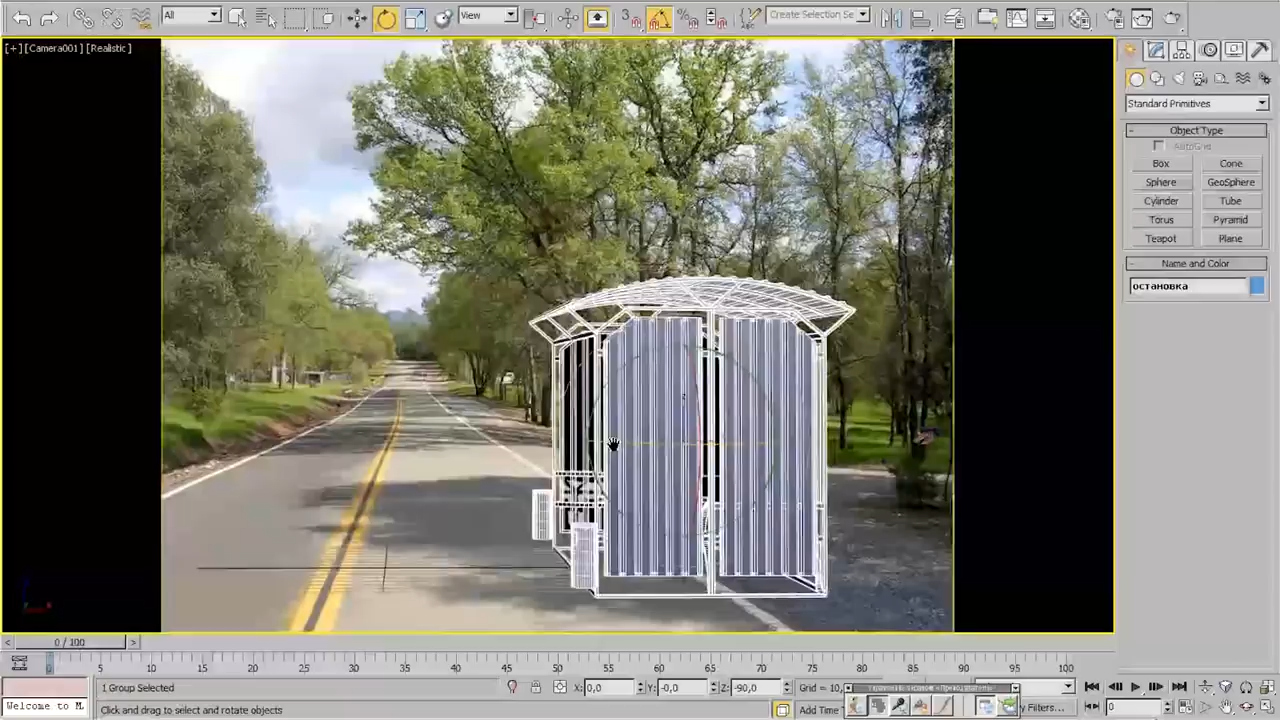 All
View
3
Create Selection Se
[+] [Camera001] [Realistic]
Standard Primitives
- Object Type
AutoGrid
Box Cone
Sphere GeoSphere
Cylinder Tube
Torus Pyramid
Teapot Plane
- Name and Color
остановка
< 0 / 100 >
0 5 10 15 20 25 30 35 40 45 50 55 60 65 70 75 80 85 90 95 100
1 Group Selected X: 0,0 Y: -0,0 Z: -90,0 Grid = 10,
Welcome to M. Click and drag to select and rotate objects Add Time y Filters... 0